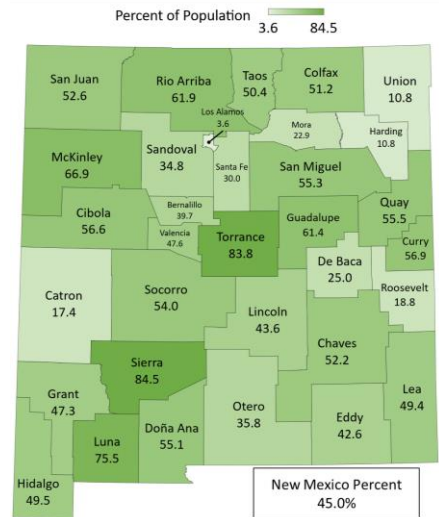 Percent of Population
3.6 84.5
San Juan
52.6
Rio Arriba
61.9
Taos
50.4
Colfax
51.2
Union
10.8
Los Alamos
3.6
Mora
22.9
Harding
10.8
McKinley
66.9
Sandoval
34.8
Santa Fe
30.0
San Miguel
55.3
Cibola
56.6
Bernalillo
39.7
Valencia
47.6
Torrance
83.8
Guadalupe
61.4
Quay
55.5
Curry
56.9
De Baca
25.0
Roosevelt
18.8
Catron
17.4
Socorro
54.0
Lincoln
43.6
Chaves
52.2
Sierra
84.5
Grant
47.3
Luna
75.5
Doña Ana
55.1
Otero
35.8
Eddy
42.6
Lea
49.4
Hidalgo
49.5
New Mexico Percent
45.0%